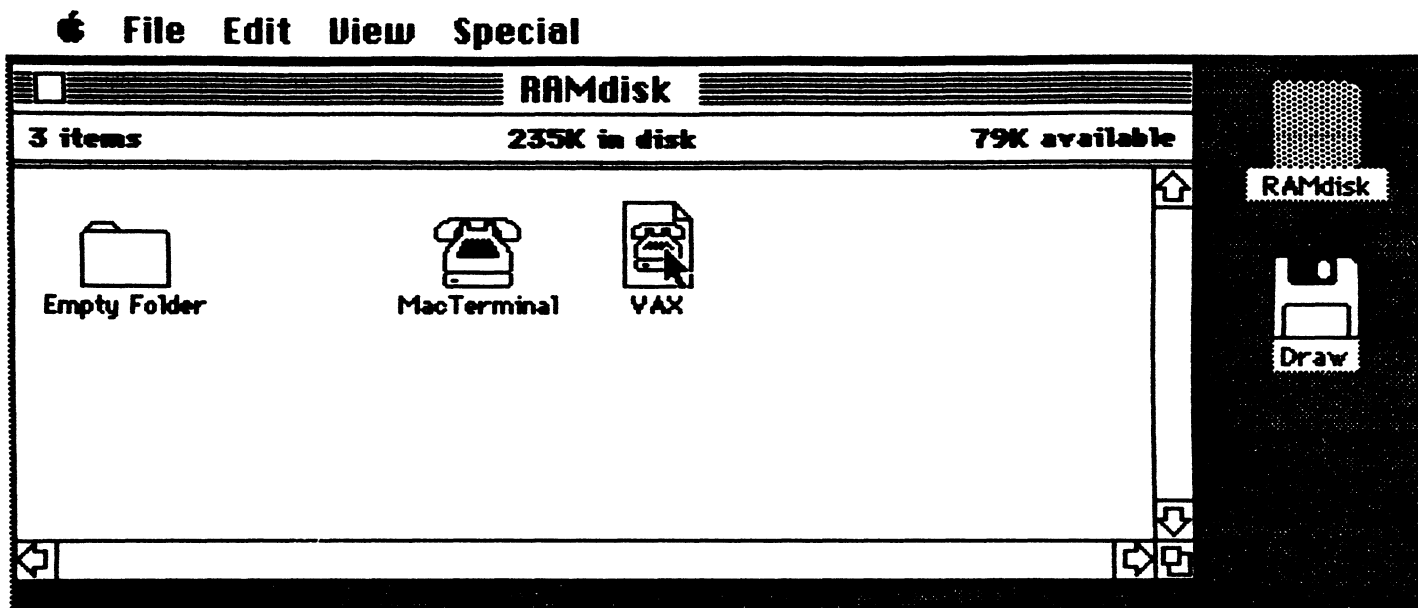 File Edit View Special
RAMdisk
3 items 235K in disk 79K available
RAMdisk
Empty Folder MacTerminal VAX
Draw